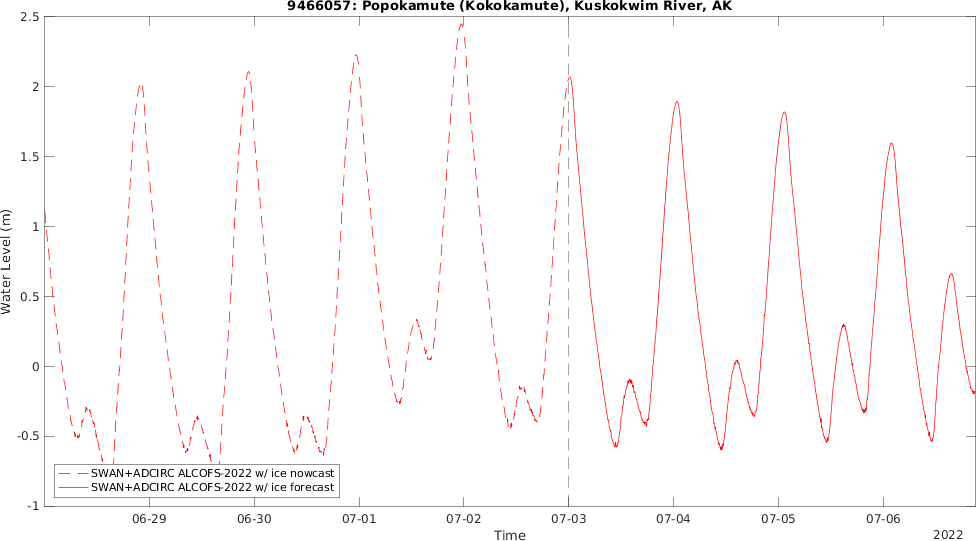 9466057: Popokamute (Kokokamute), Kuskokwim River, AK
2.5
2
1.5
1
0.5
0
-0.5
-1
Water Level (m)
SWAN+ADCIRC ALCOFS-2022 w/ ice nowcast
SWAN+ADCIRC ALCOFS-2022 w/ ice forecast
06-29 06-30 07-01 07-02 07-03 07-04 07-05 07-06
Time
2022